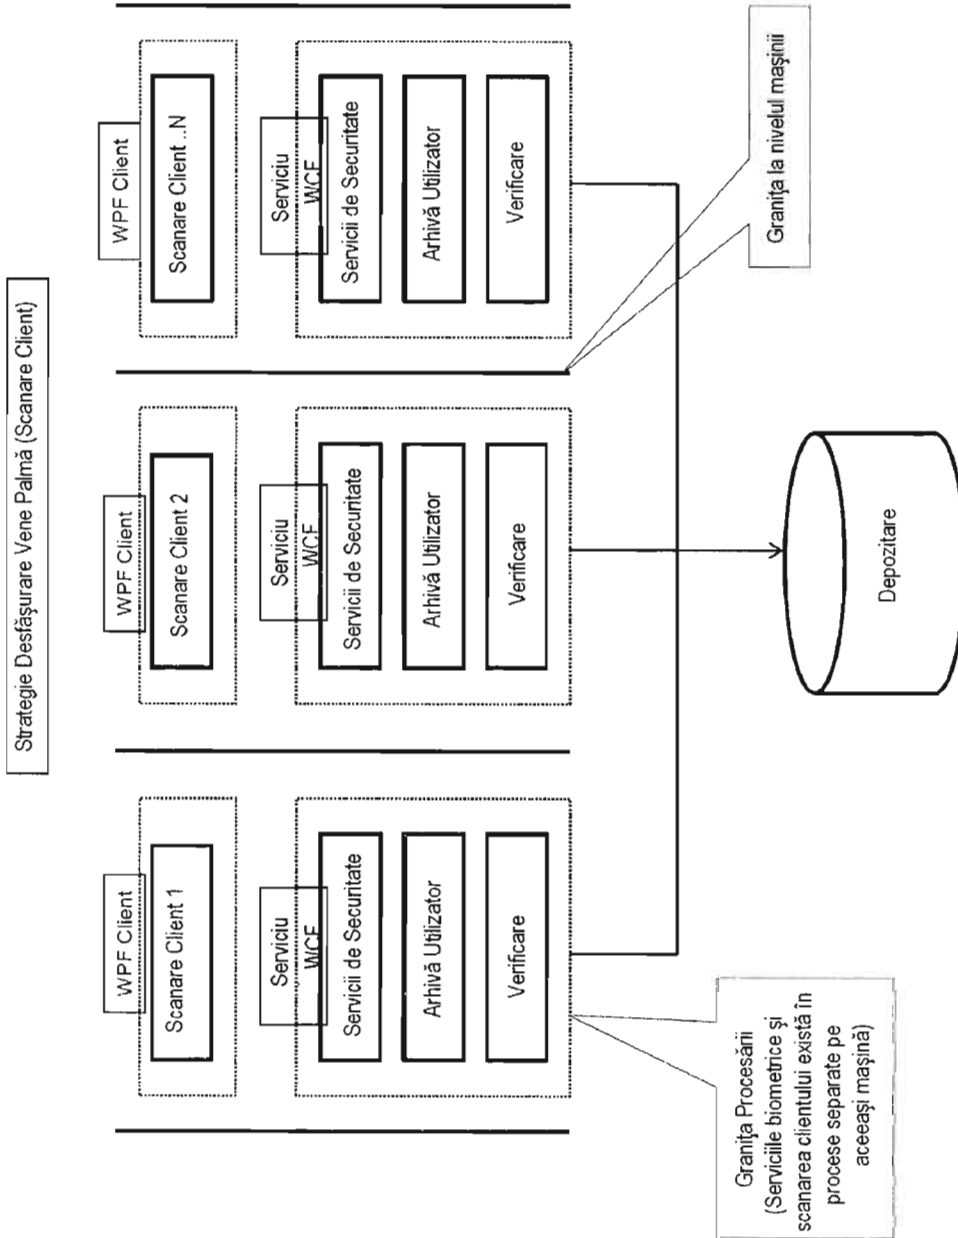 Strategie Desfăşurare Vene Palmă (Scanare Client)
WPF Client
Scanare Client 1
Serviciu
WCF
Servicii de Securitate
Arhivă Utilizator
Verificare
WPF Client
Scanare Client 2
Serviciu
WCF
Servicii de Securitate
Arhivă Utilizator
Verificare
WPF Client
Scanare Client ..N
Serviciu
WCF
Servicii de Securitate
Arhivă Utilizator
Verificare
Graniţa Procesării
(Serviciile biometrice şi
scanarea clientului există în
procese separate pe
aceeaşi maşină)
Depozitare
Graniţa la nivelul maşinii